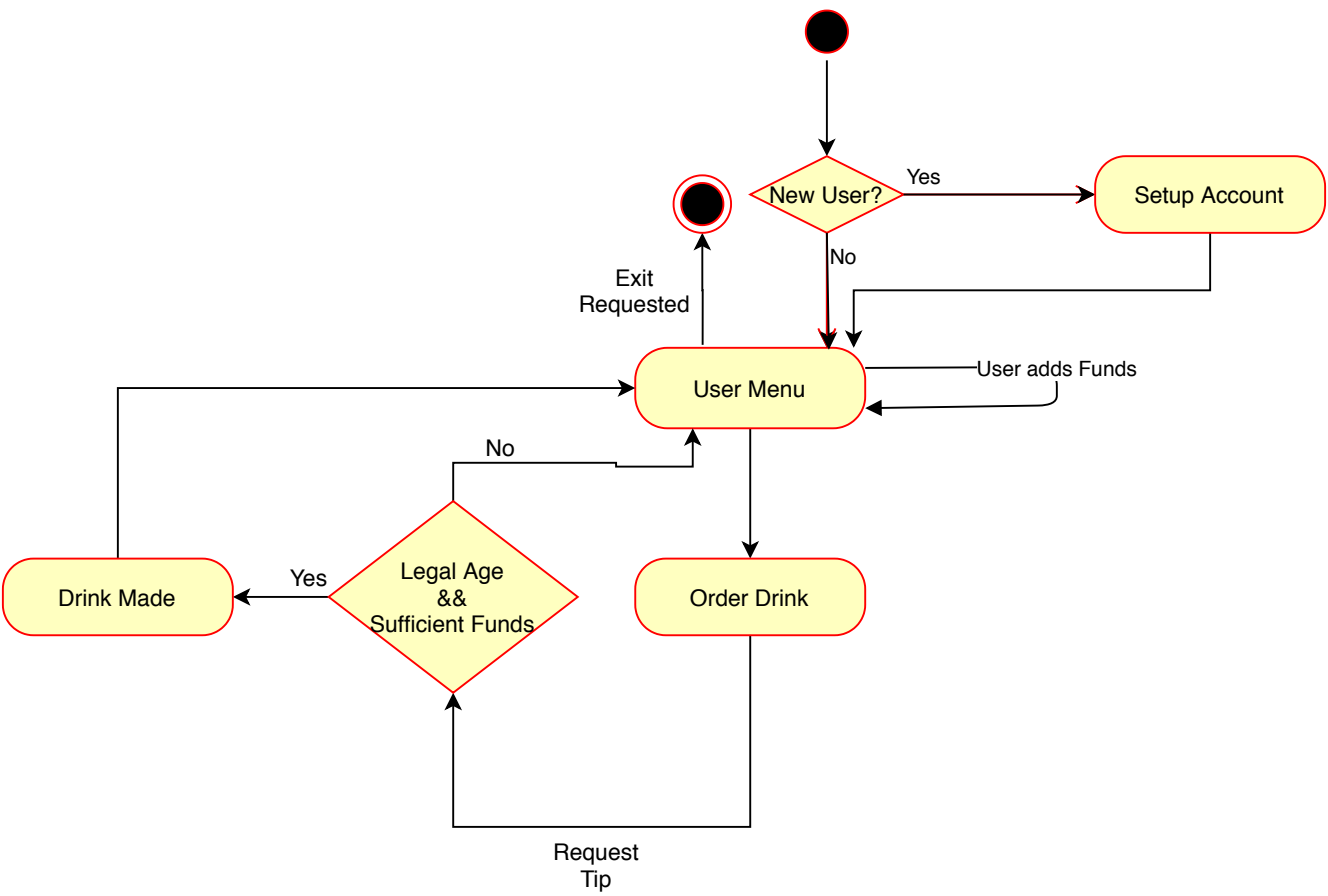 New User?
Yes
Setup Account
No
Exit
Requested
User Menu
User adds Funds
No
Legal Age
&&
Sufficient Funds
Yes
Drink Made
Order Drink
Request
Tip